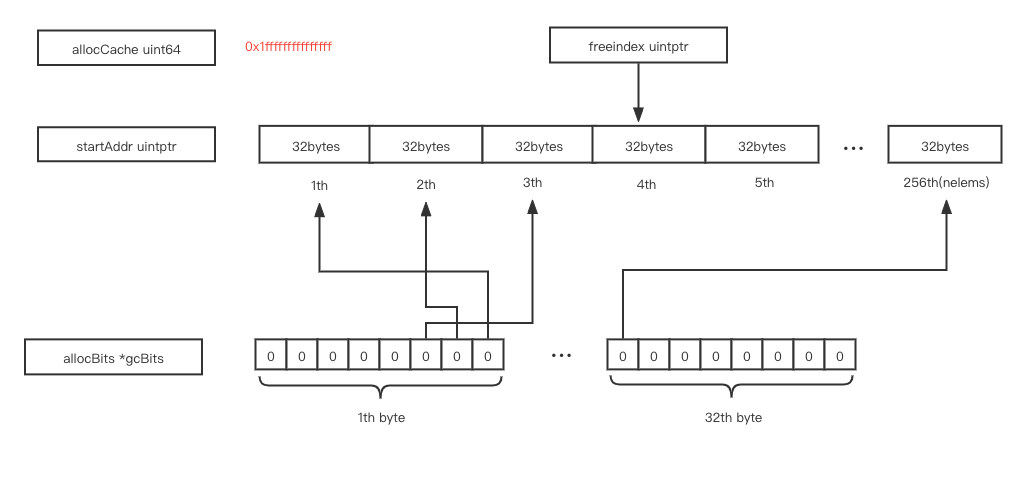 allocCache uint64
0x1fffffffffffffff
freeindex uintptr
startAddr uintptr
32bytes 32bytes 32bytes 32bytes 32bytes ... 32bytes
1th 2th 3th 4th 5th 256th(nelems)
allocBits *gcBits
0 0 0 0 0 0 0 0 ... 0 0 0 0 0 0 0 0
1th byte 32th byte